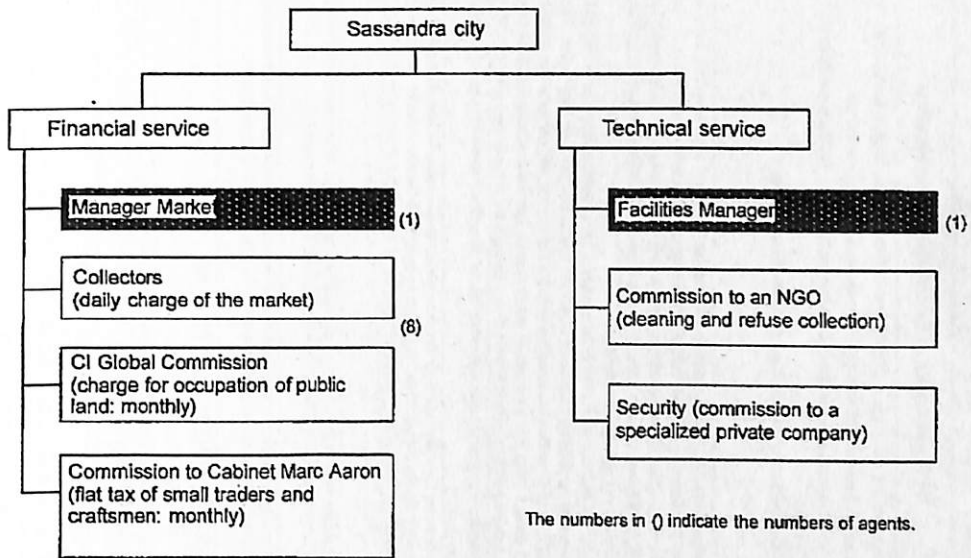 Sassandra city
Financial service
Manager Market
(1)
Collectors
(daily charge of the market)
(8)
CI Global Commission
(charge for occupation of public
land: monthly)
Commission to Cabinet Marc Aaron
(flat tax of small traders and
craftsmen: monthly)
Technical service
Facilities Manager
(1)
Commission to an NGO
(cleaning and refuse collection)
Security (commission to a
specialized private company)
The numbers in () indicate the numbers of agents.